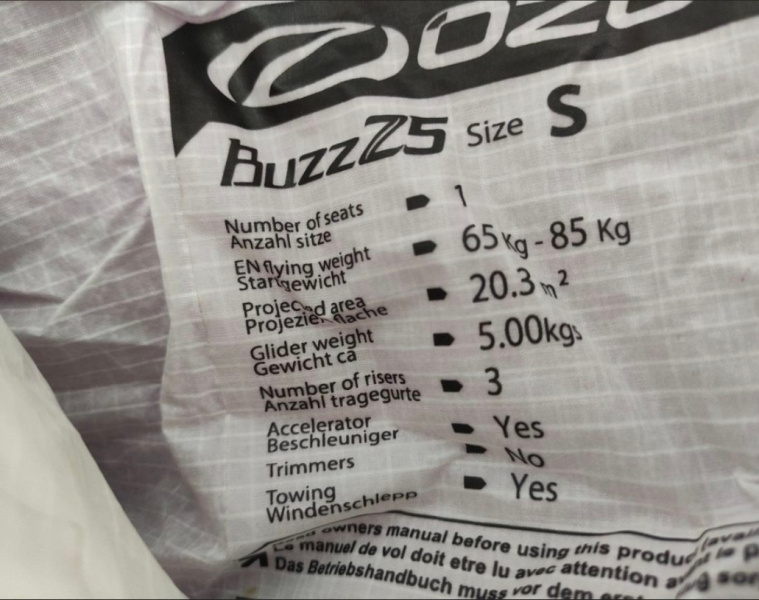 OZO
BuzzZ5 Size S
Number of seats 1
Anzahl sitze
EN flying weight 65Kg - 85 Kg
Startgewicht
Projected area 20.3m²
Projezierflache
Glider weight 5.00kgs
Gewicht ca
Number of risers 3
Anzahl tragegurte
Accelerator Yes
Beschleuniger
Trimmers No
Towing Yes
Windenschlepp
owners manual before using this product
Le manuel de vol doit etre lu avec attention
Das Betriebshandbuch muss vor dem